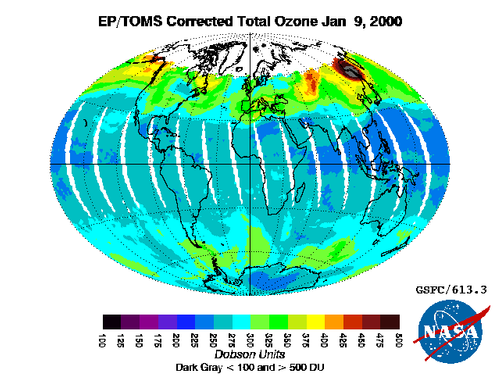 EP/TOMS Corrected Total Ozone Jan 9, 2000
GSFC/613.3
NASA
100 125 150 175 200 225 250 275 300 325 350 375 400 425 450 475 500
Dobson Units
Dark Gray < 100 and > 500 DU